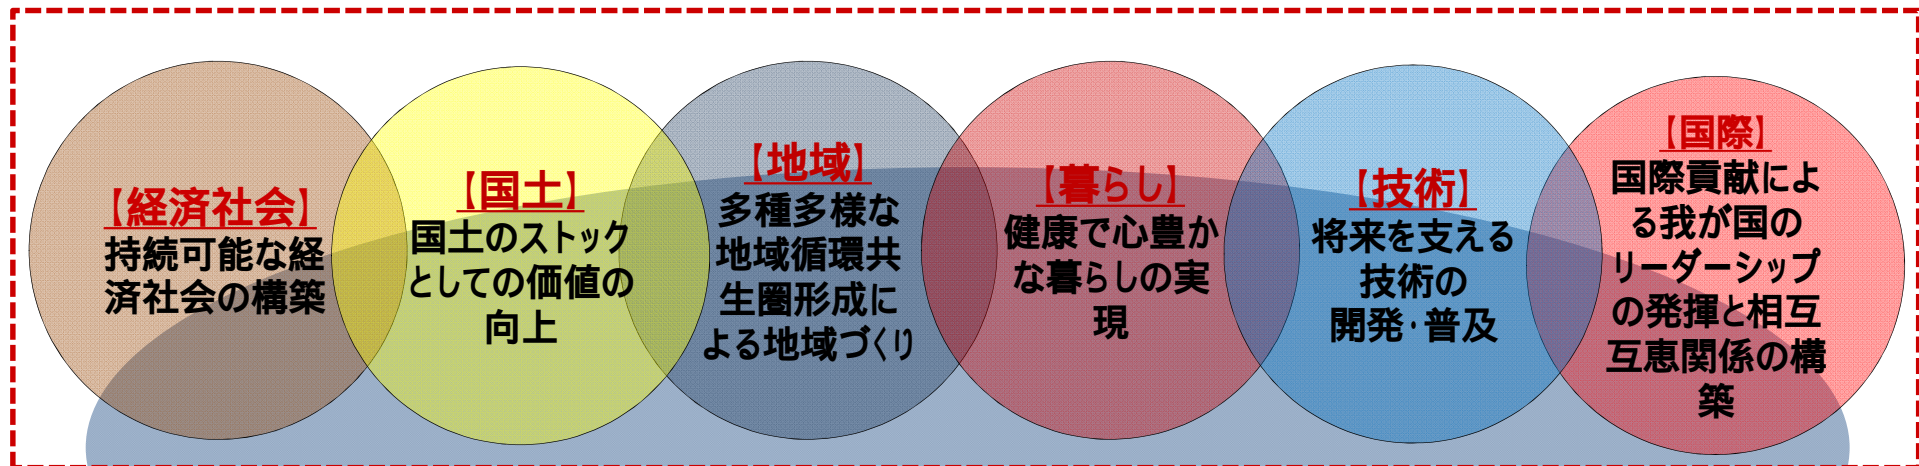 【経済社会】
持続可能な経
済社会の構築
【国土】
国土のストック
としての価値の
向上
【地域】
多種多様な
地域循環共
生圏形成に
よる地域づくり
【暮らし】
健康で心豊か
な暮らしの実
現
【技術】
将来を支える
技術の
開発・普及
【国際】
国際貢献によ
る我が国の
リーダーシップ
の発揮と相互
互恵関係の構
築